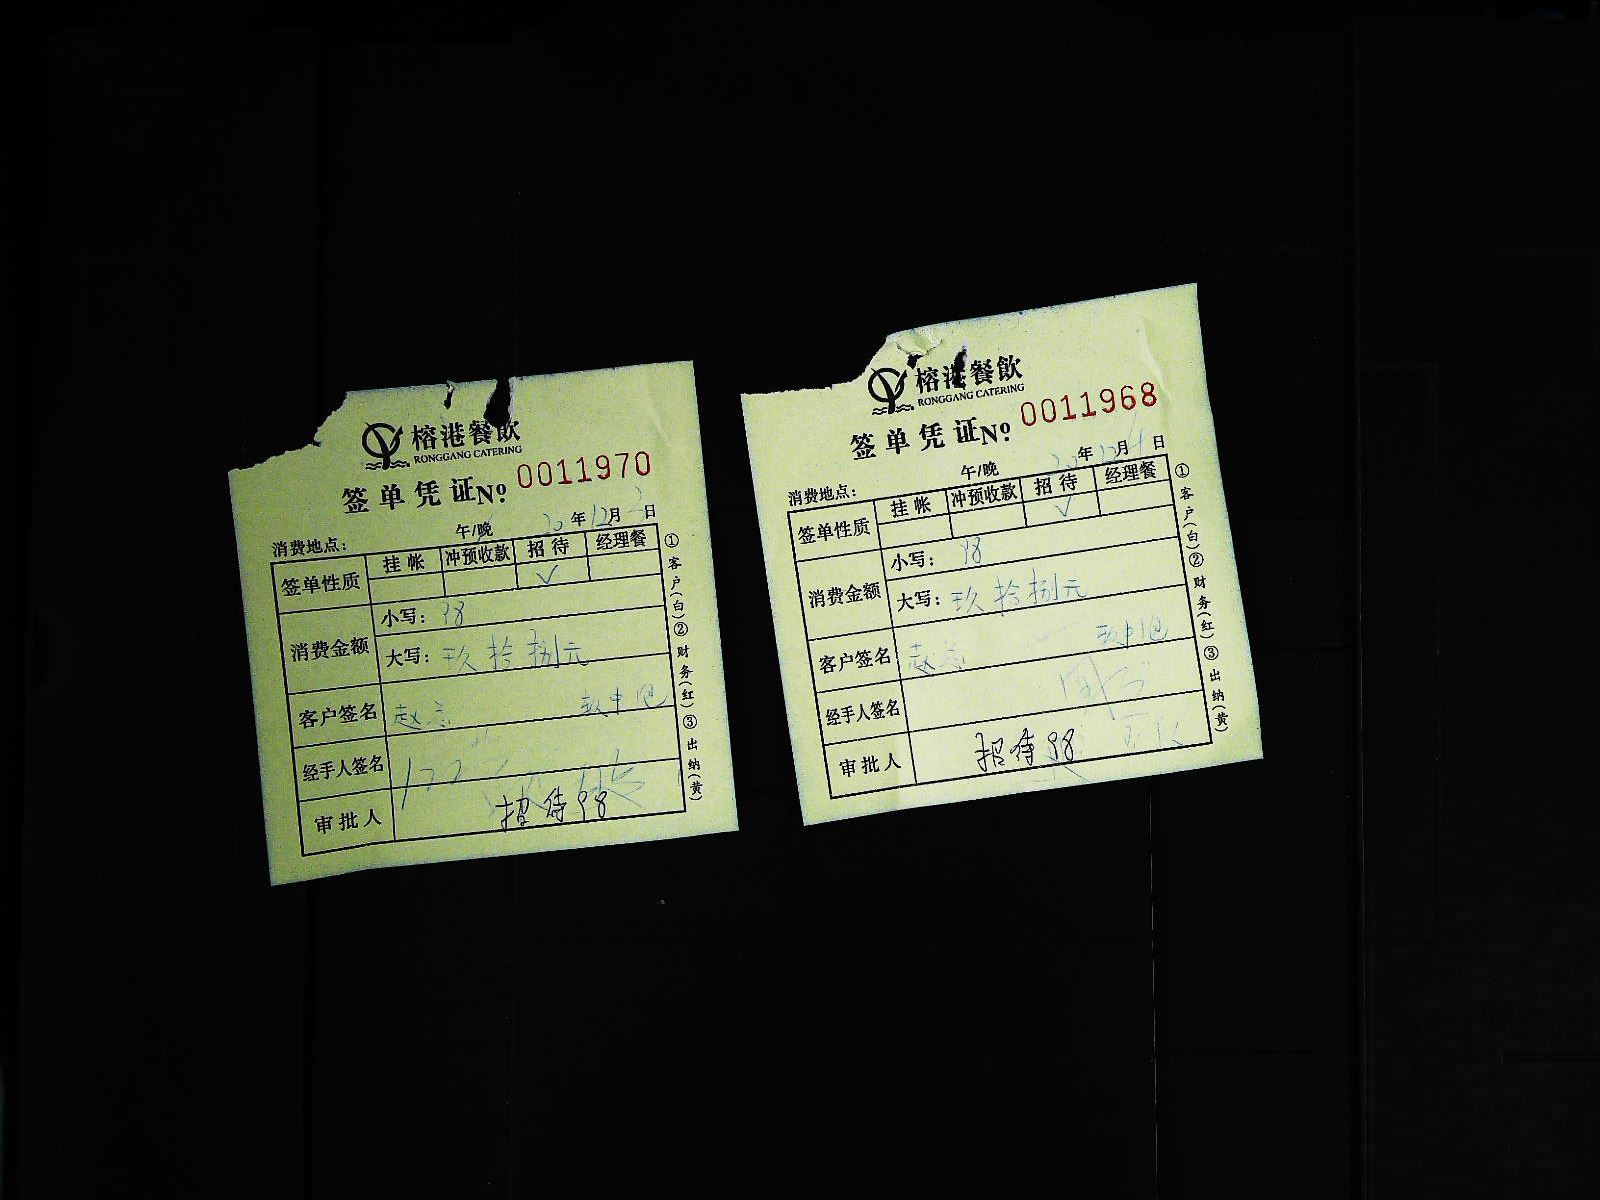 榕港餐飲
RONGGANG CATERING
签单凭证№ 0011970
午/晚 20年12月 日
消费地点：
签单性质 挂帐 冲预收款 招待 经理餐
✓
消费金额 小写：98
大写：玖拾捌元
客户签名 赵
经手人签名
审批人 招待98
①客户(白)②财务(红)③出纳(黄)
榕港餐飲
RONGGANG CATERING
签单凭证№ 0011968
午/晚 20年12月 日
消费地点：
签单性质 挂帐 冲预收款 招待 经理餐
✓
消费金额 小写：98
大写：玖拾捌元
客户签名 赵
经手人签名
审批人 招待98
①客户(白)②财务(红)③出纳(黄)